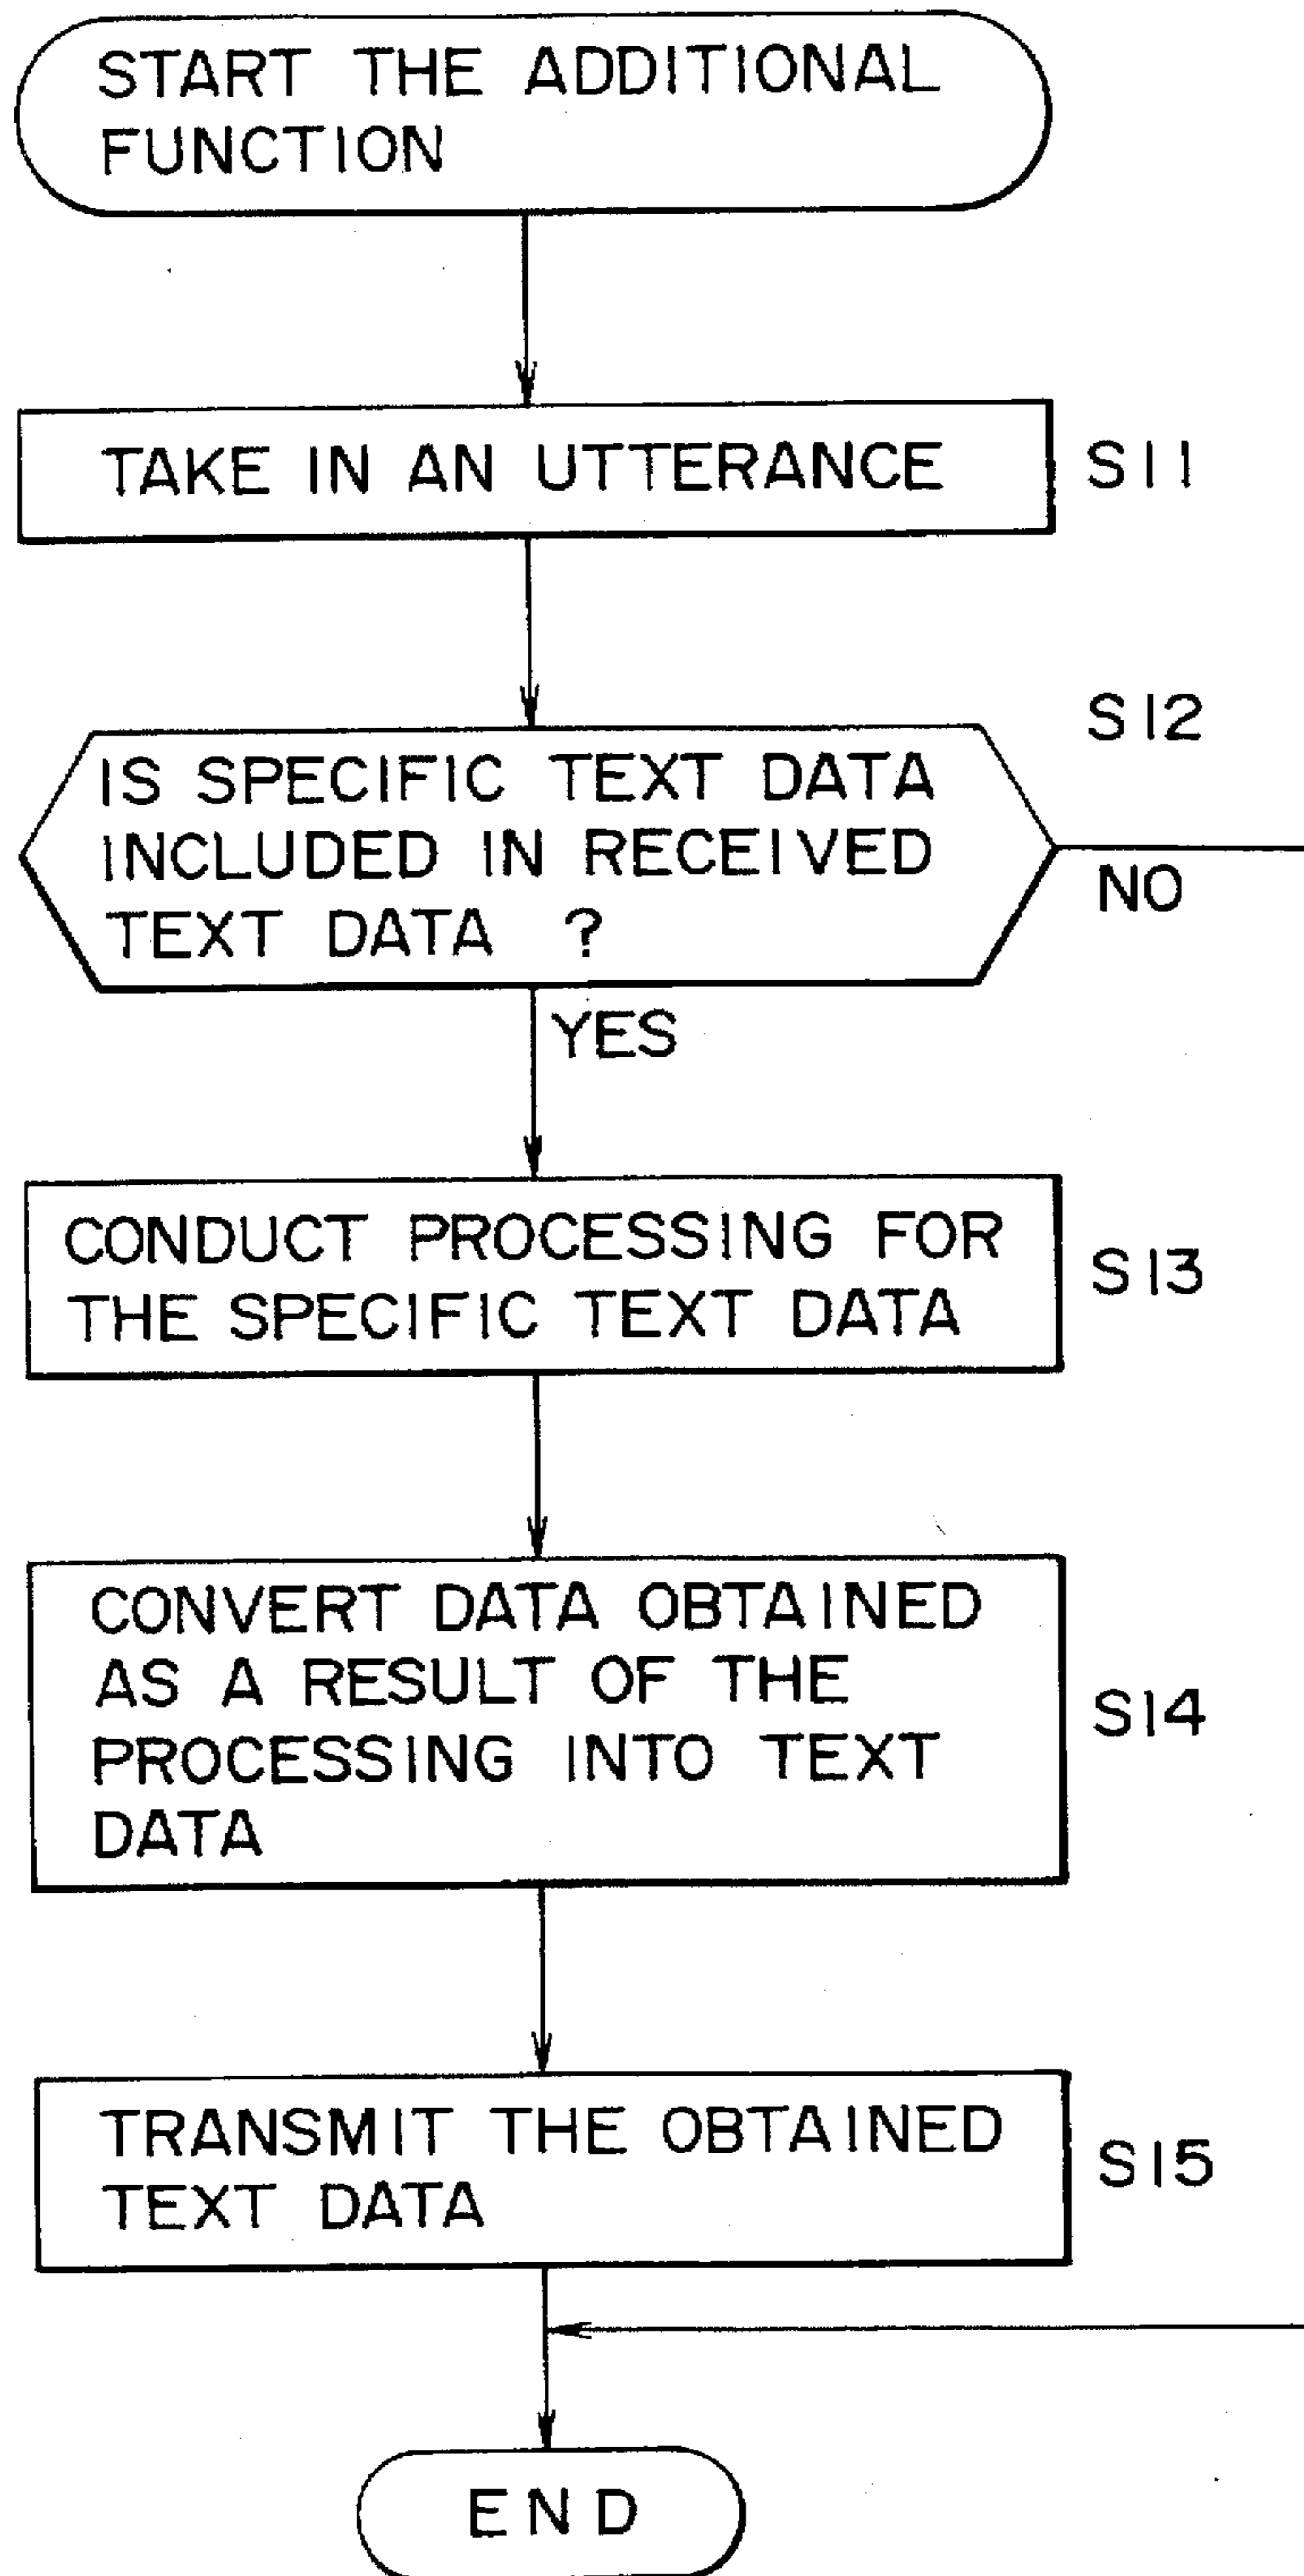 START THE ADDITIONAL
FUNCTION
TAKE IN AN UTTERANCE
S11
S12
IS SPECIFIC TEXT DATA
INCLUDED IN RECEIVED
TEXT DATA ?
NO
YES
CONDUCT PROCESSING FOR
THE SPECIFIC TEXT DATA
S13
CONVERT DATA OBTAINED
AS A RESULT OF THE
PROCESSING INTO TEXT
DATA
S14
TRANSMIT THE OBTAINED
TEXT DATA
S15
END